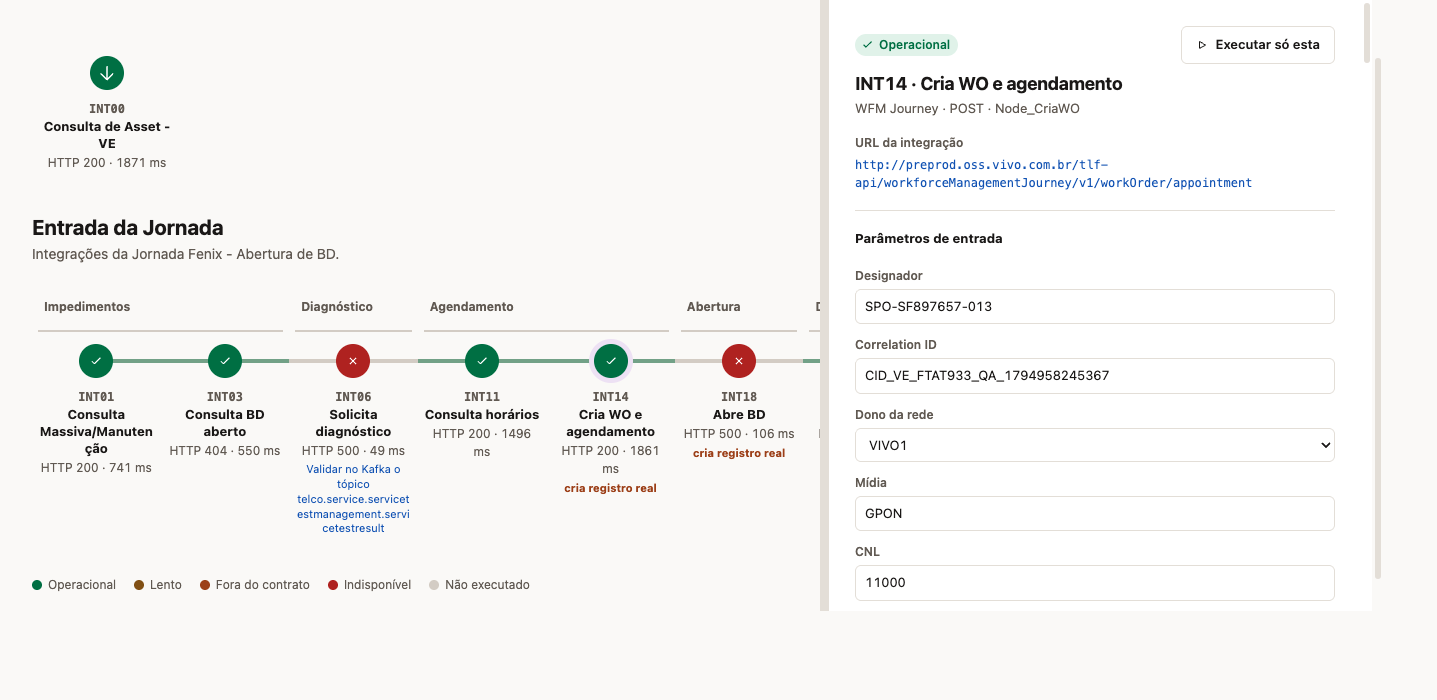 INT00
Consulta de Asset -
VE
HTTP 200 · 1871 ms
Entrada da Jornada
Integrações da Jornada Fenix - Abertura de BD.
Impedimentos
Diagnóstico
Agendamento
Abertura
INT01
Consulta
Massiva/Manuten
ção
HTTP 200 · 741 ms
INT03
Consulta BD
aberto
HTTP 404 · 550 ms
INT06
Solicita
diagnóstico
HTTP 500 · 49 ms
Validar no Kafka o
tópico
telco.service.servicet
estmanagement.servi
cetestresult
INT11
Consulta horários
HTTP 200 · 1496
ms
INT14
Cria WO e
agendamento
HTTP 200 · 1861
ms
cria registro real
INT18
Abre BD
HTTP 500 · 106 ms
cria registro real
Operacional
Lento
Fora do contrato
Indisponível
Não executado
Operacional
Executar só esta
INT14 · Cria WO e agendamento
WFM Journey · POST · Node_CriaWO
URL da integração
http://preprod.oss.vivo.com.br/tlf-
api/workforceManagementJourney/v1/workOrder/appointment
Parâmetros de entrada
Designador
SPO-SF897657-013
Correlation ID
CID_VE_FTAT933_QA_1794958245367
Dono da rede
VIVO1
Mídia
GPON
CNL
11000